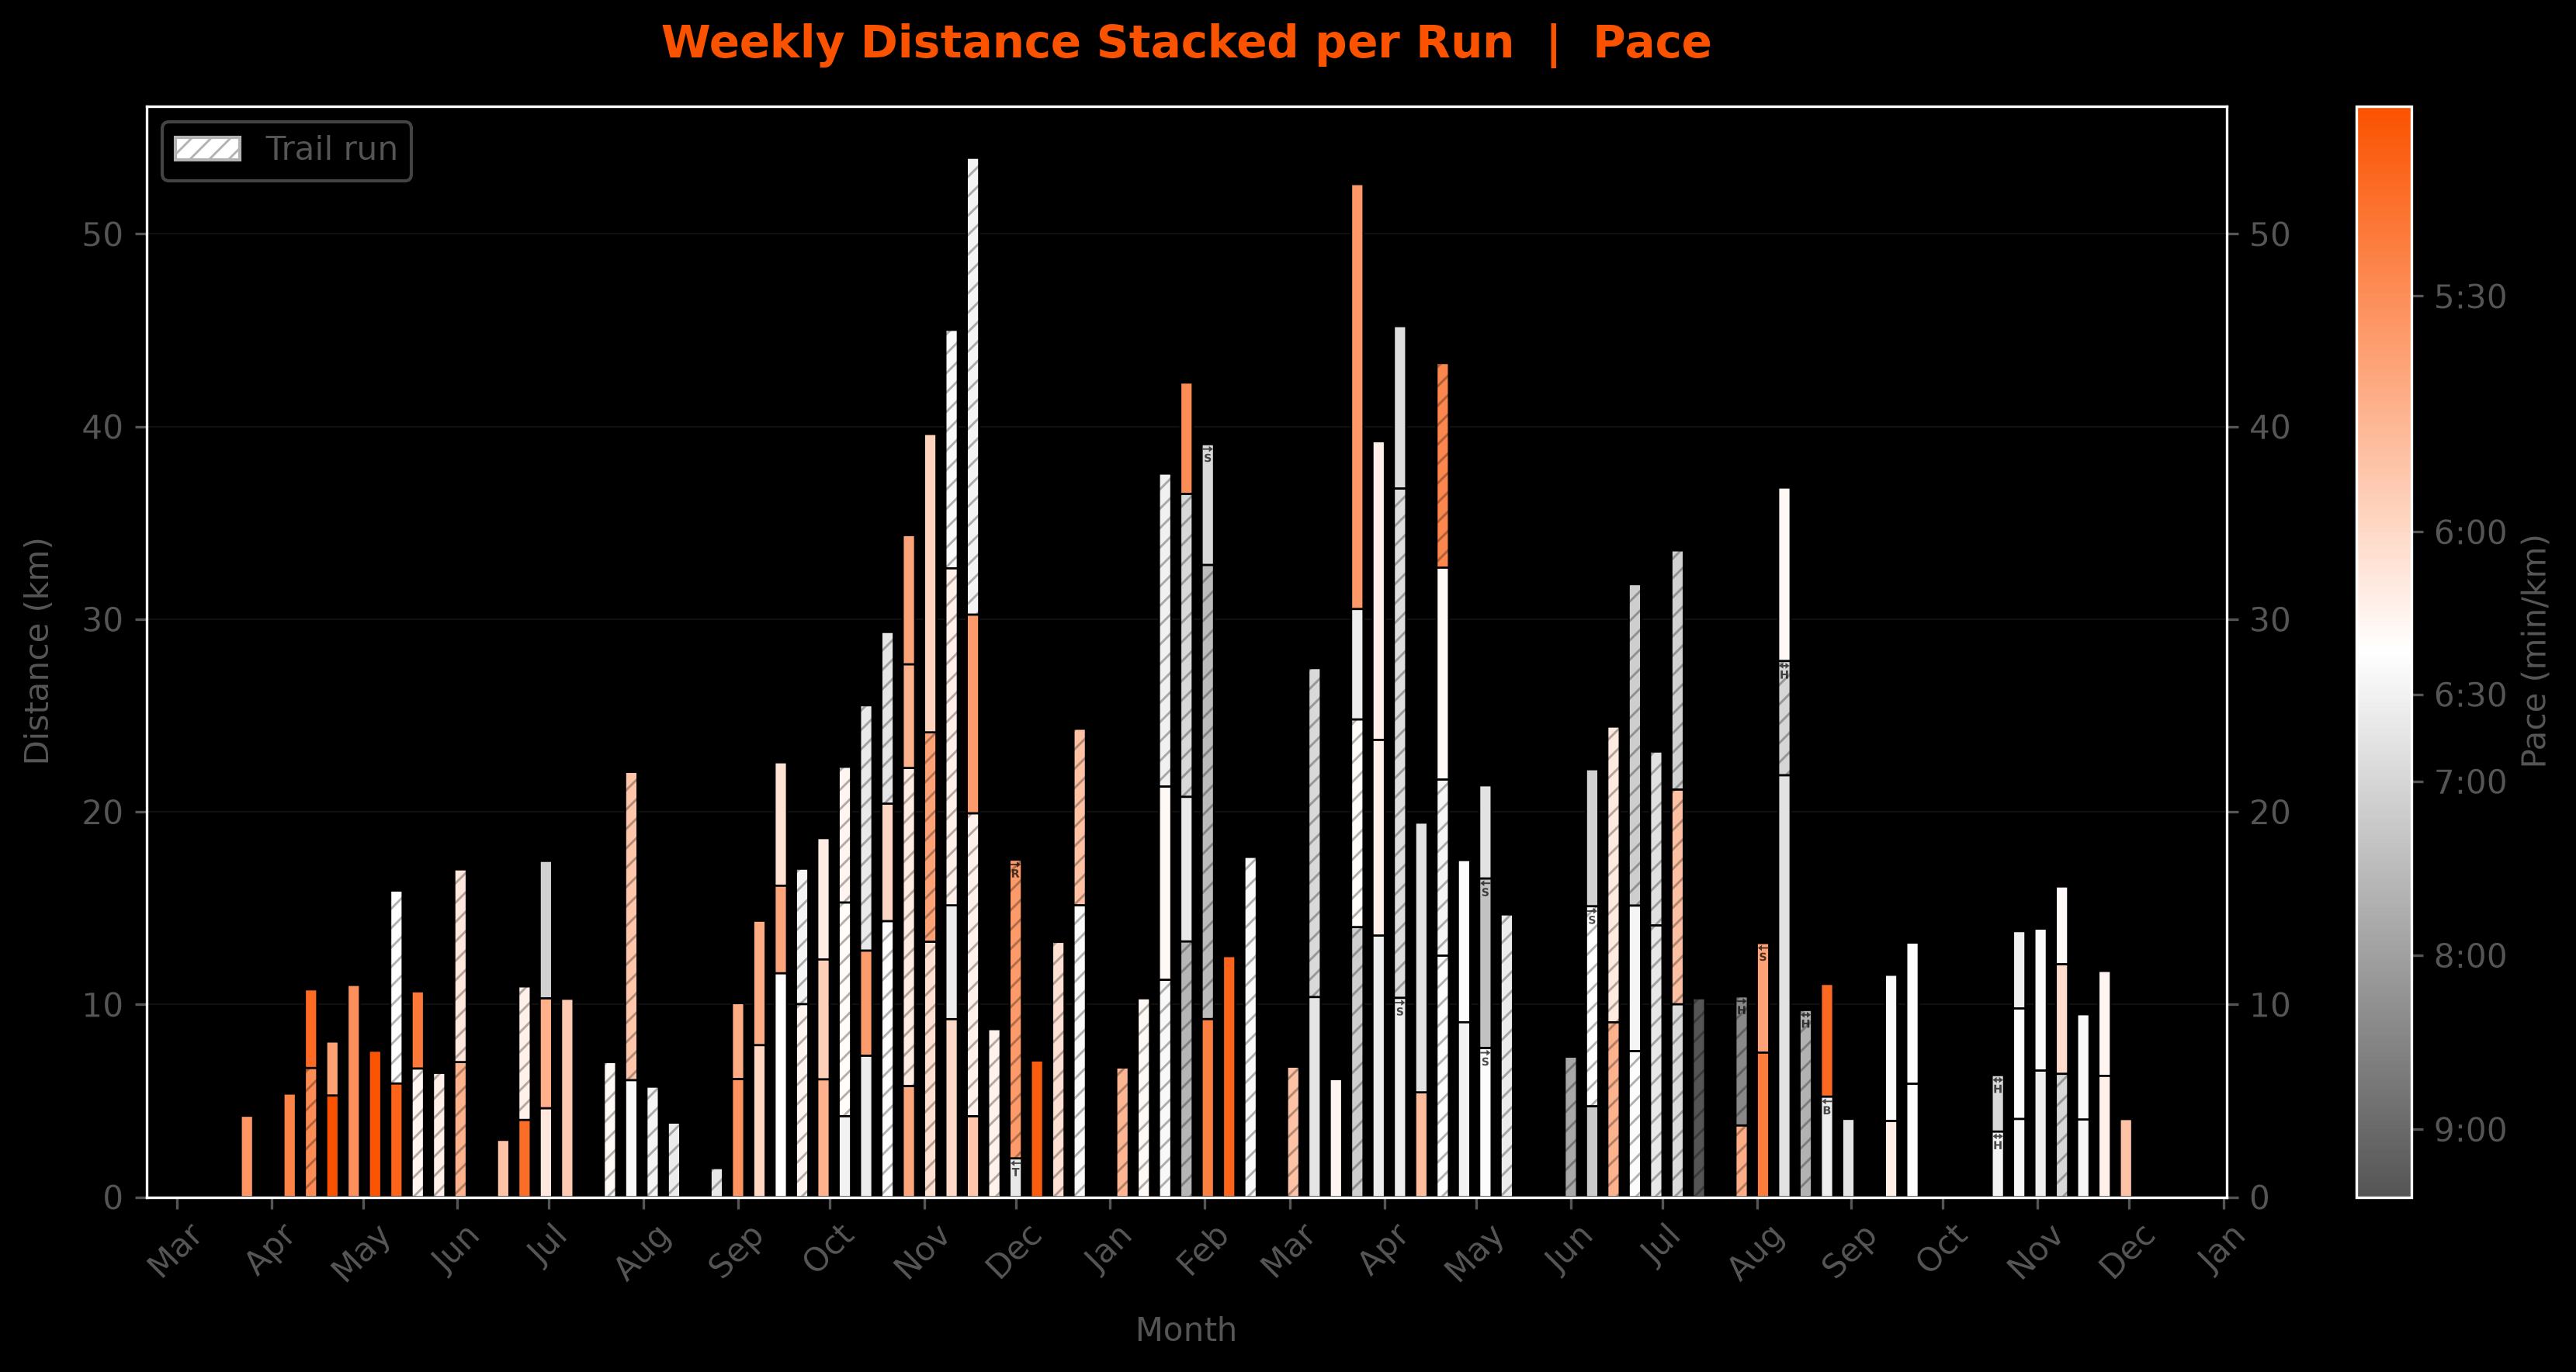 Weekly Distance Stacked per Run | Pace
Trail run
Distance (km)
50
40
30
20
10
0
50
40
30
20
10
0
S
H
S
R
S
S
S
S
H
S
H
B
T
H
H
Mar
Apr
May
Jun
Jul
Aug
Sep
Oct
Nov
Dec
Jan
Feb
Mar
Apr
May
Jun
Jul
Aug
Sep
Oct
Nov
Dec
Jan
Month
5:30
6:00
6:30
7:00
8:00
9:00
Pace (min/km)